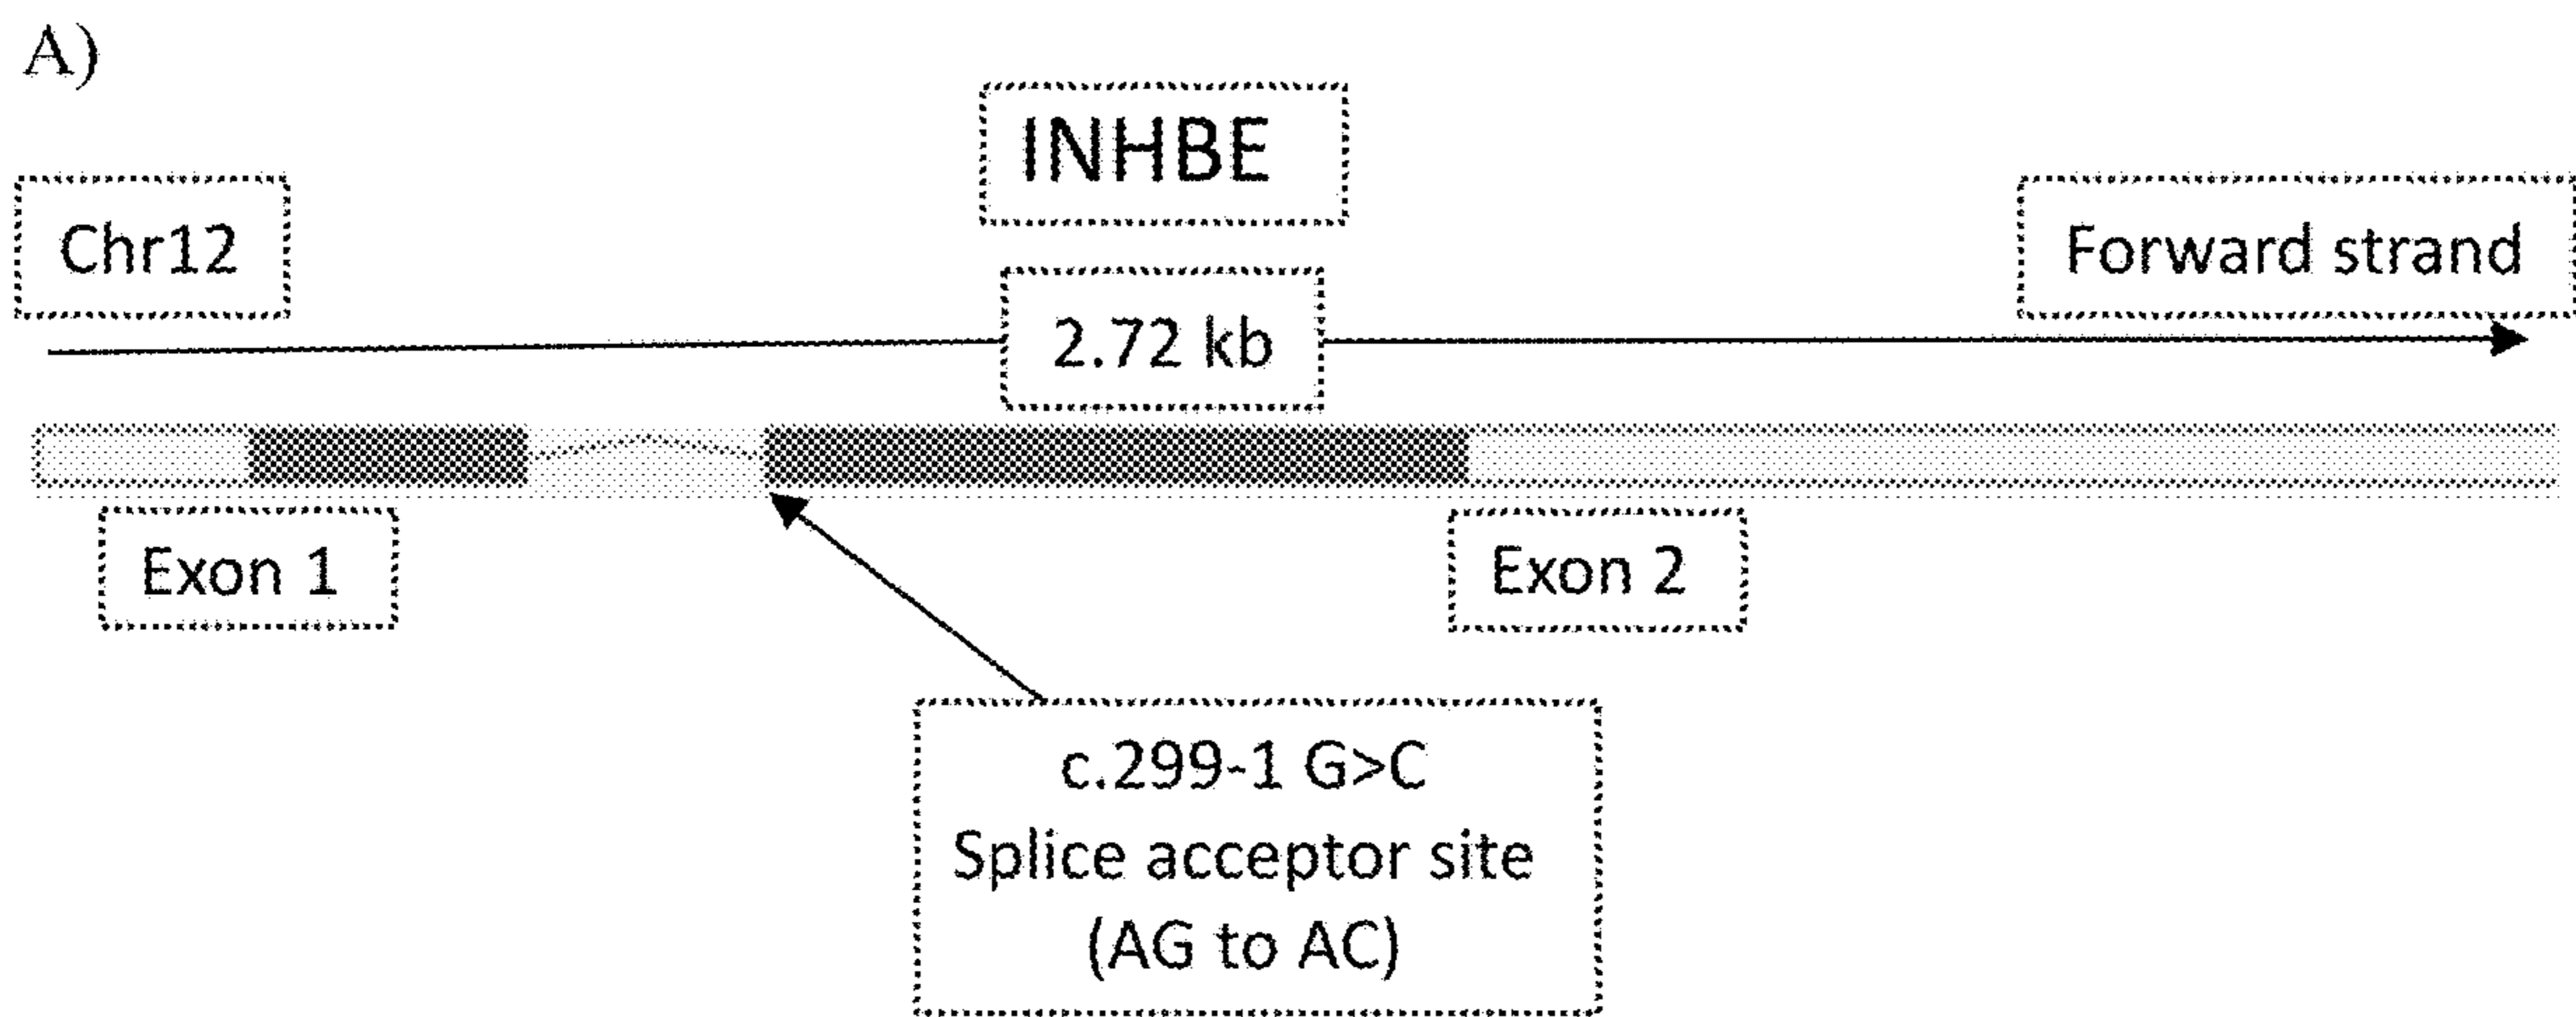 A)
INHBE
Chr12
Forward strand
2.72 kb
Exon 1
Exon 2
c.299-1 G>C
Splice acceptor site
(AG to AC)